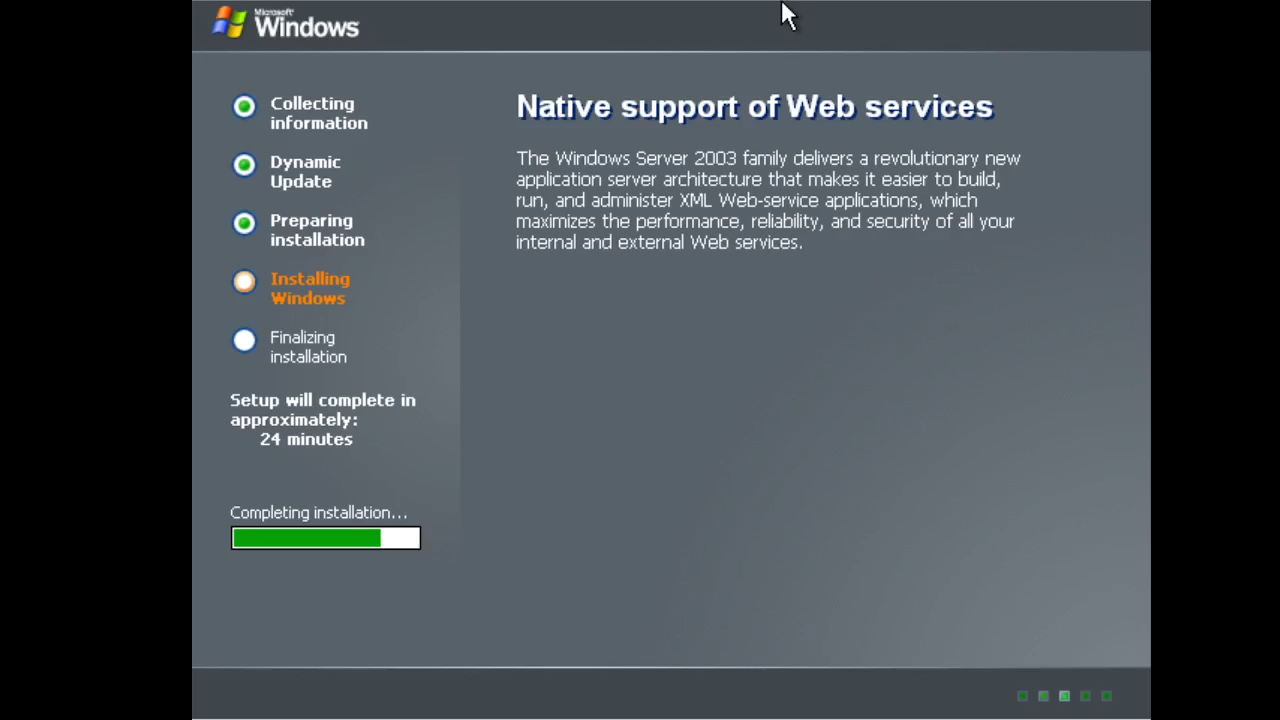 Microsoft
Windows
Collecting
information
Dynamic
Update
Preparing
installation
Installing
Windows
Finalizing
installation
Setup will complete in
approximately:
24 minutes
Completing installation...
Native support of Web services
The Windows Server 2003 family delivers a revolutionary new
application server architecture that makes it easier to build,
run, and administer XML Web-service applications, which
maximizes the performance, reliability, and security of all your
internal and external Web services.